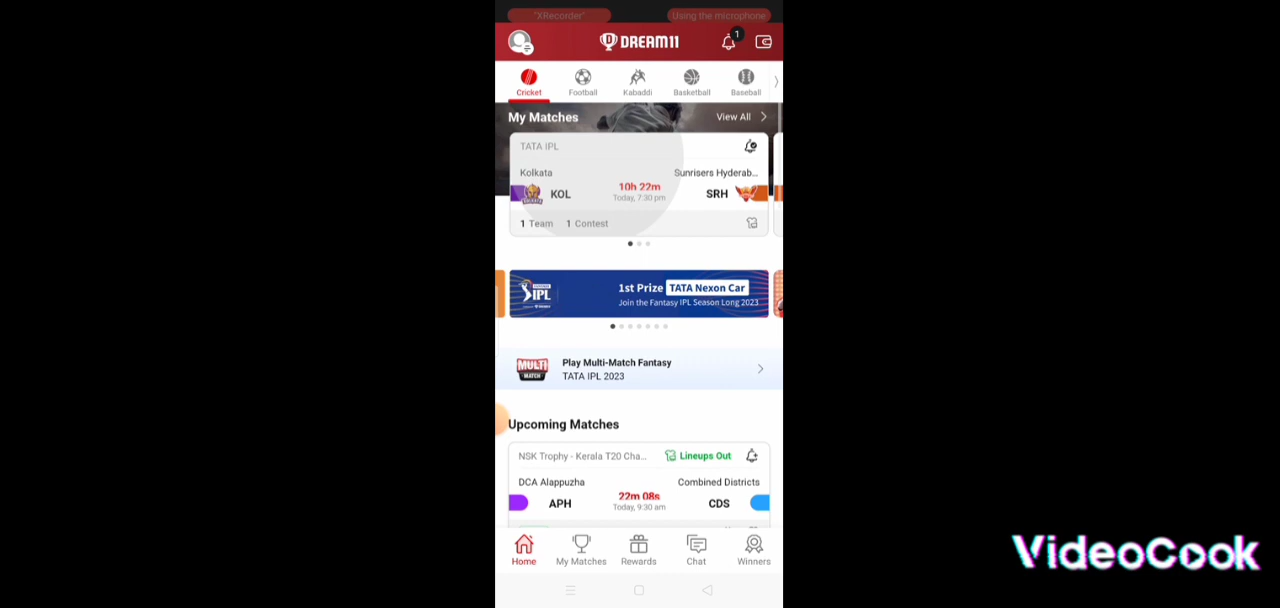 "XRecorder"
Using the microphone
DREAM11
1
Cricket
Football
Kabaddi
Basketball
Baseball
My Matches
View All
TATA IPL
Kolkata
Sunrisers Hyderab...
KOL
10h 22m
SRH
Today, 7:30 pm
1 Team
1 Contest
IPL
1st Prize TATA Nexon Car
Join the Fantasy IPL Season Long 2023
MULTI
MATCH
Play Multi-Match Fantasy
TATA IPL 2023
Upcoming Matches
NSK Trophy - Kerala T20 Cha...
Lineups Out
DCA Alappuzha
Combined Districts
APH
22m 08s
CDS
Today, 9:30 am
Home
My Matches
Rewards
Chat
Winners
VideoCook